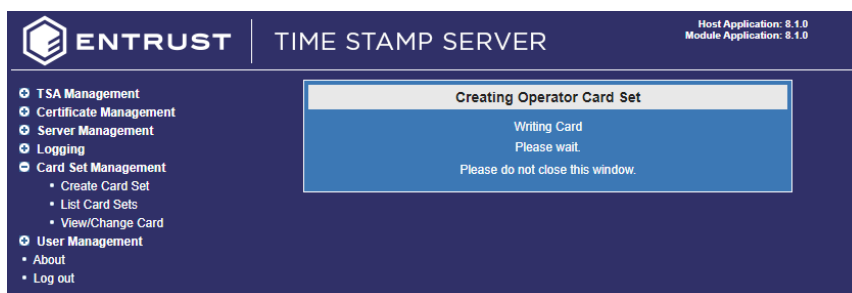 ENTRUST
TIME STAMP SERVER
Host Application: 8.1.0
Module Application: 8.1.0
TSA Management
Certificate Management
Server Management
Logging
Card Set Management
Create Card Set
List Card Sets
View/Change Card
User Management
About
Log out
Creating Operator Card Set
Writing Card
Please wait.
Please do not close this window.